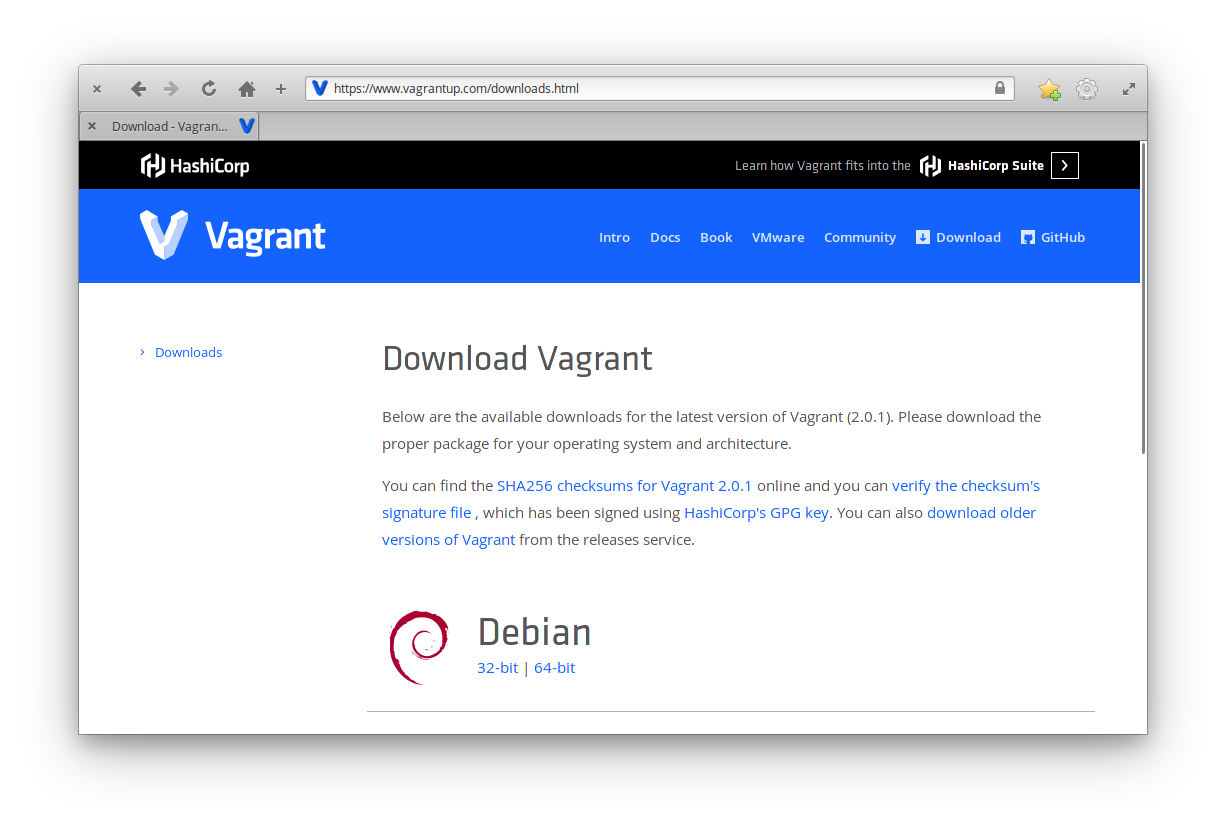 https://www.vagrantup.com/downloads.html
Download - Vagran...
HashiCorp
Learn how Vagrant fits into the HashiCorp Suite
Vagrant
Intro Docs Book VMware Community Download GitHub
Downloads
Download Vagrant
Below are the available downloads for the latest version of Vagrant (2.0.1). Please download the
proper package for your operating system and architecture.
You can find the SHA256 checksums for Vagrant 2.0.1 online and you can verify the checksum's
signature file , which has been signed using HashiCorp's GPG key. You can also download older
versions of Vagrant from the releases service.
Debian
32-bit | 64-bit